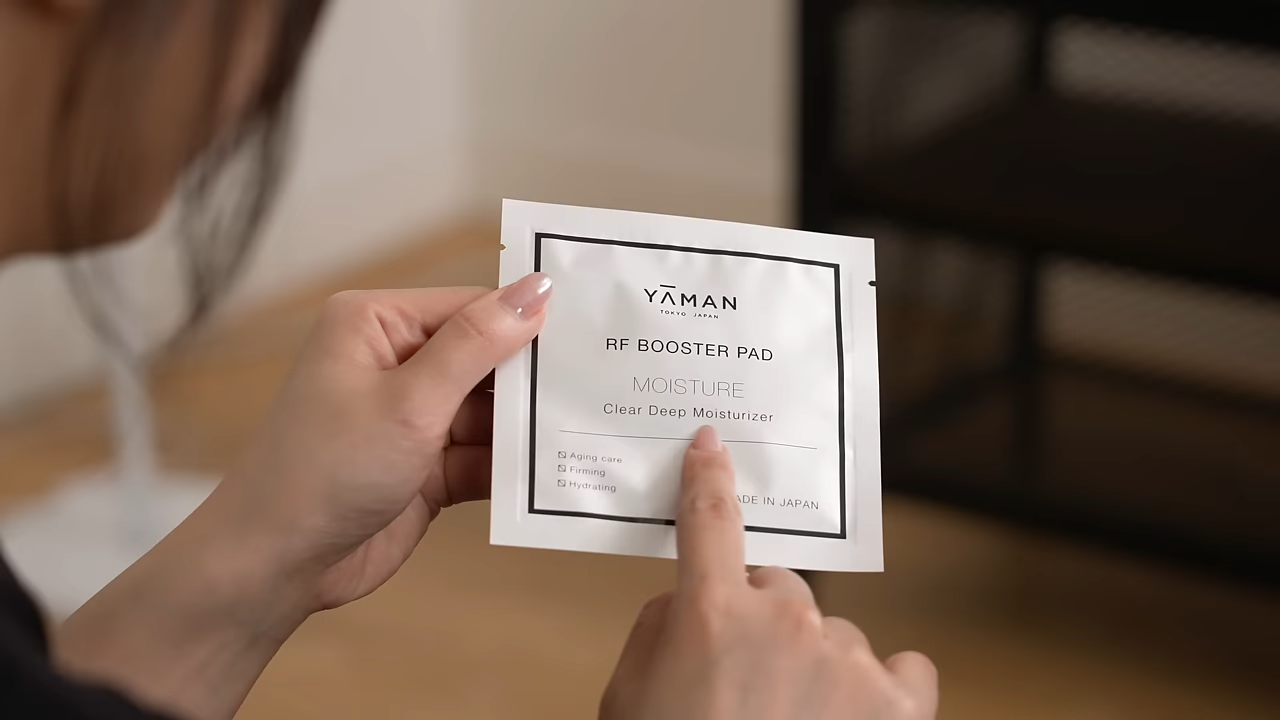 YĀMAN
TOKYO JAPAN
RF BOOSTER PAD
MOISTURE
Clear Deep Moisturizer
Aging care
Firming
Hydrating
ADE IN JAPAN